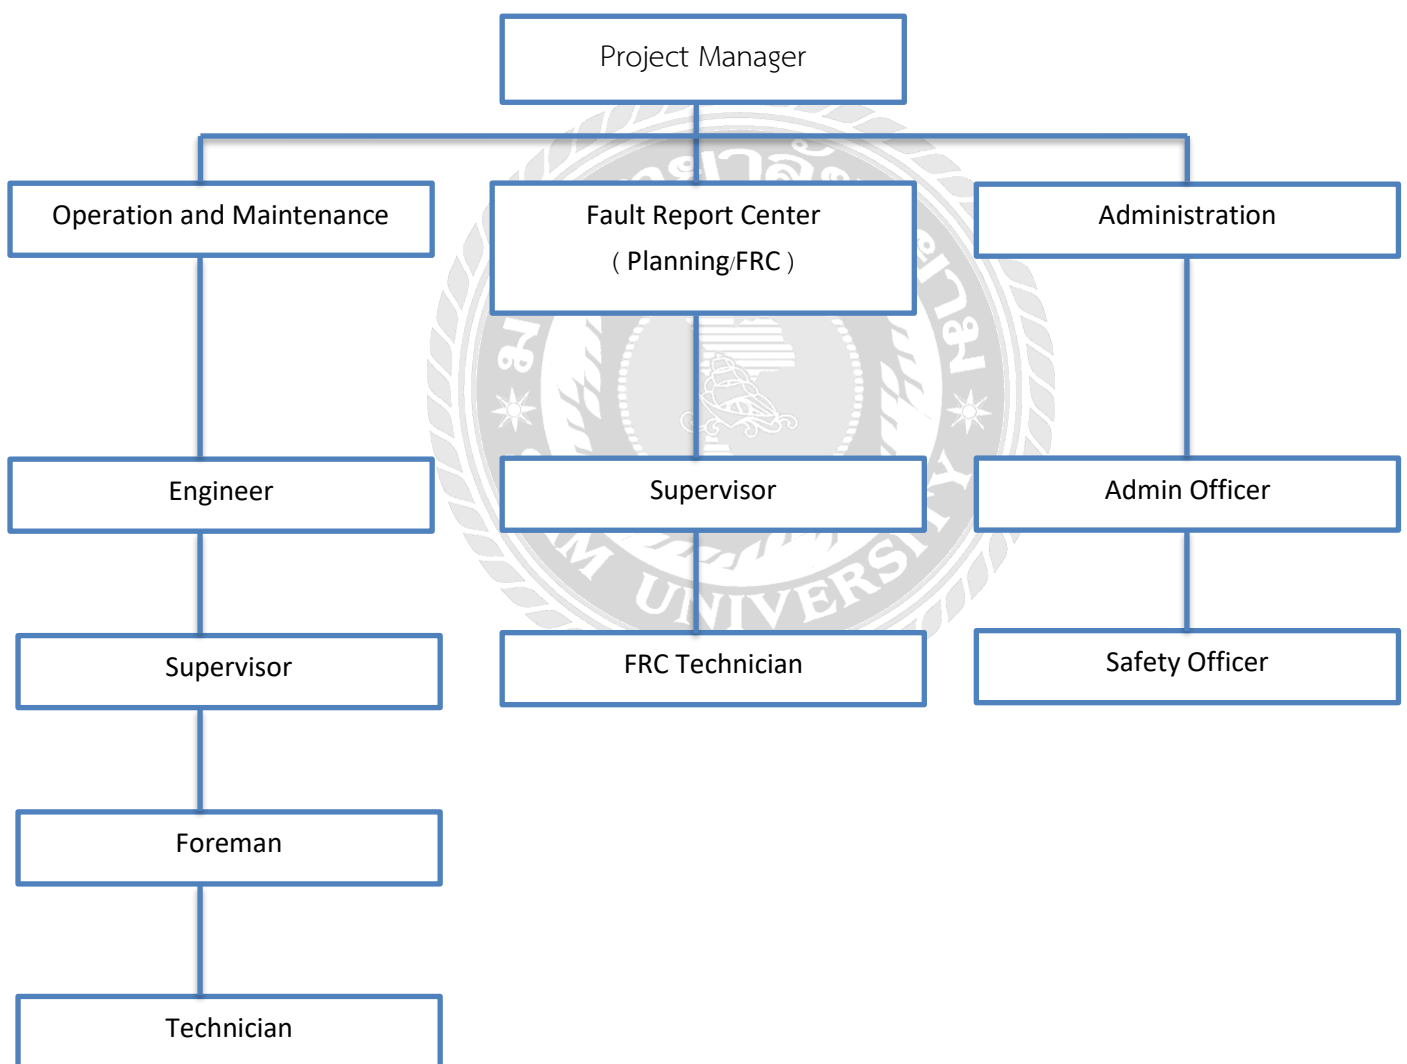 Project Manager
Operation and Maintenance
Fault Report Center
( Planning/FRC )
Administration
Engineer
Supervisor
Admin Officer
Supervisor
FRC Technician
Safety Officer
Foreman
Technician
UNIVERSITY